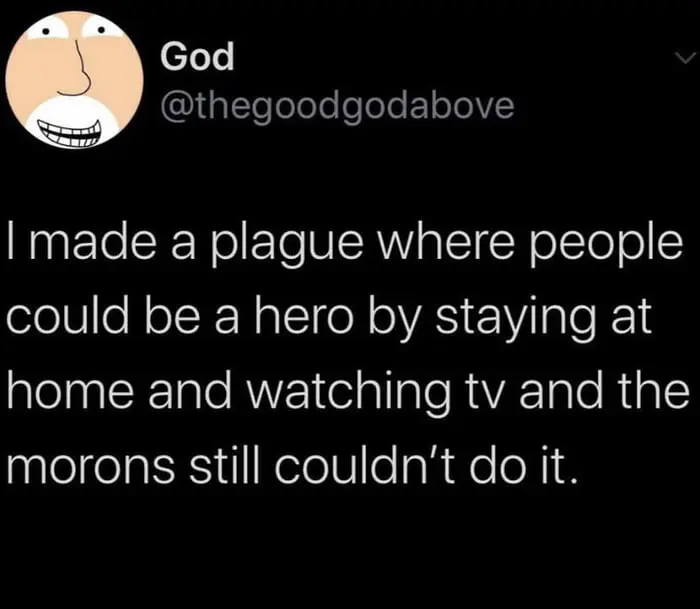 God
@thegoodgodabove
I made a plague where people
could be a hero by staying at
home and watching tv and the
morons still couldn’t do it.